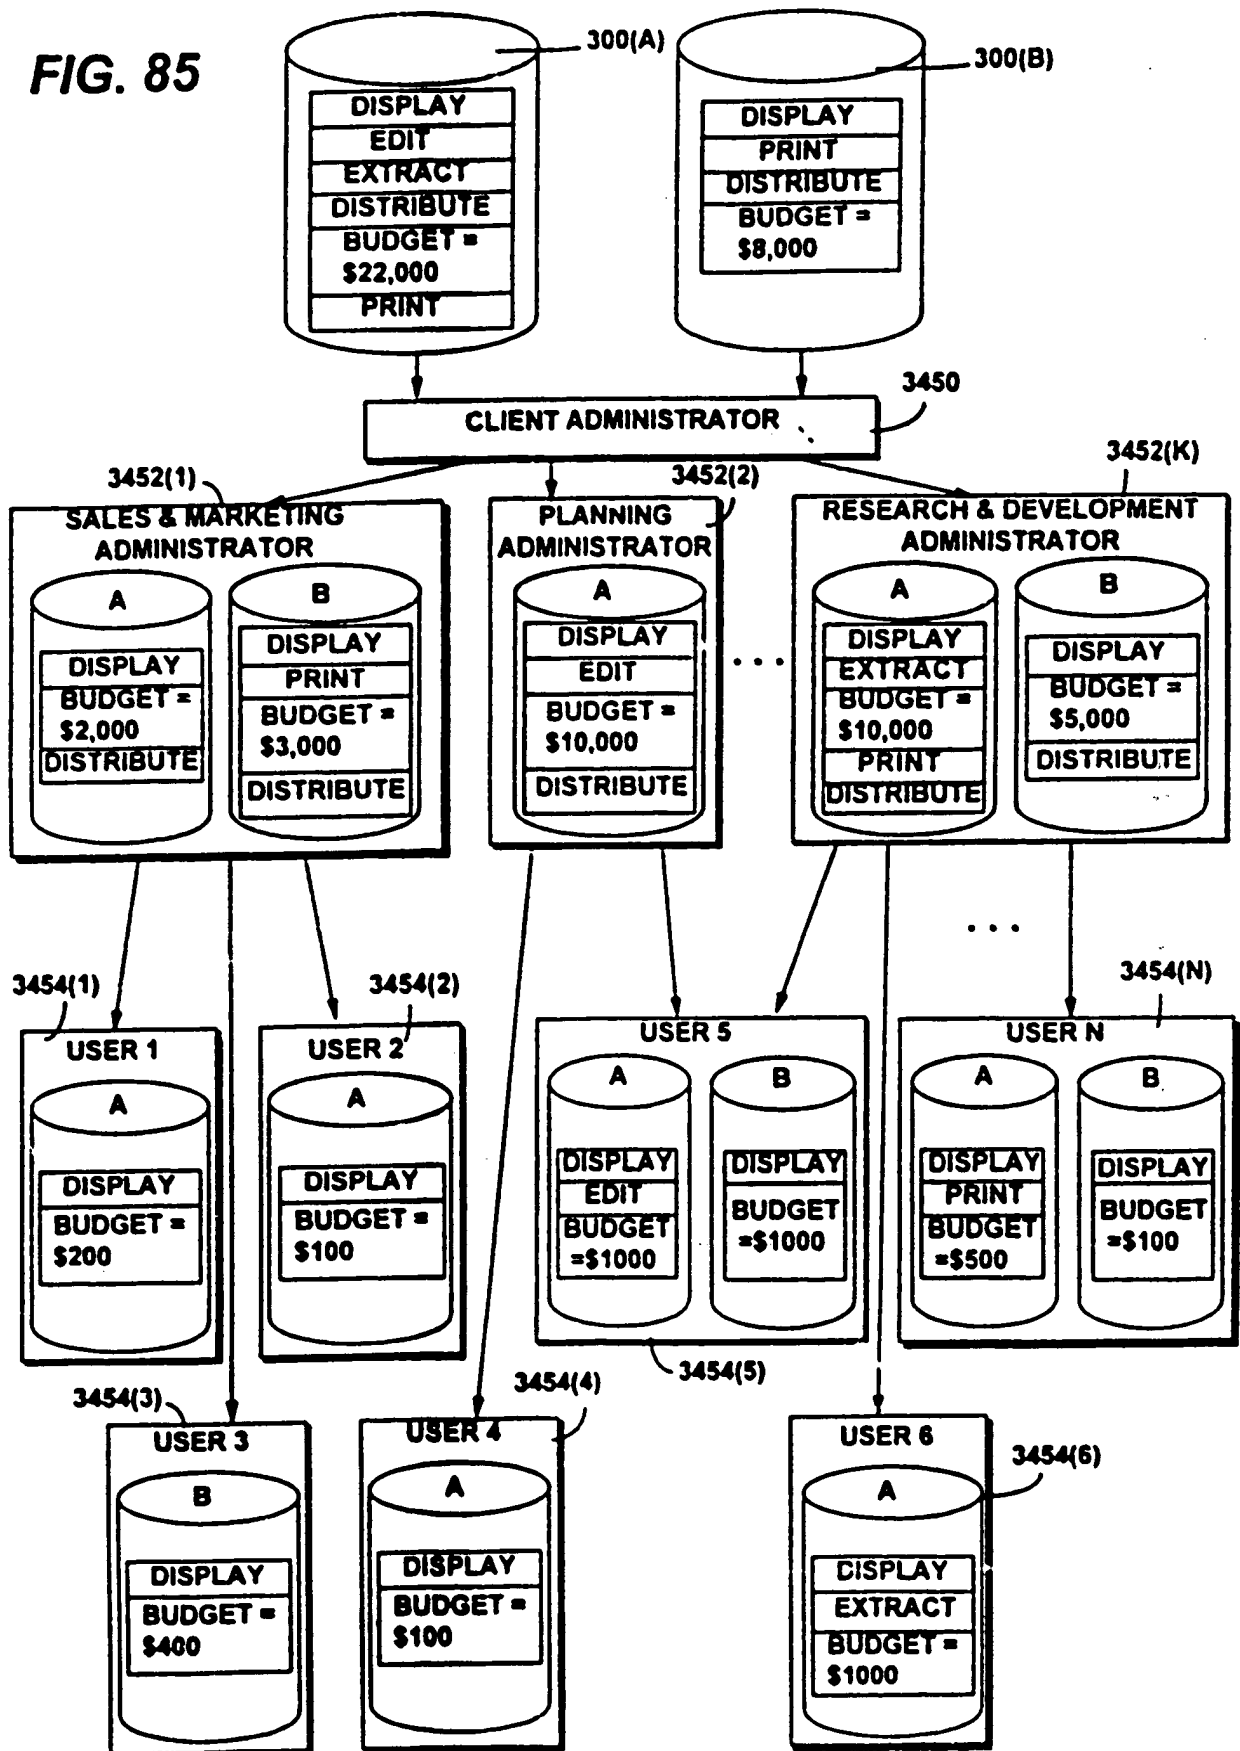 FIG. 85
300(A)
DISPLAY
EDIT
EXTRACT
DISTRIBUTE
BUDGET =
$22,000
PRINT
300(B)
DISPLAY
PRINT
DISTRIBUTE
BUDGET =
$8,000
3450
CLIENT ADMINISTRATOR
3452(1)
SALES & MARKETING
ADMINISTRATOR
A
DISPLAY
BUDGET =
$2,000
DISTRIBUTE
B
DISPLAY
PRINT
BUDGET =
$3,000
DISTRIBUTE
3452(2)
PLANNING
ADMINISTRATOR
A
DISPLAY
EDIT
BUDGET =
$10,000
DISTRIBUTE
. . .
3452(K)
RESEARCH & DEVELOPMENT
ADMINISTRATOR
A
DISPLAY
EXTRACT
BUDGET =
$10,000
PRINT
DISTRIBUTE
B
DISPLAY
BUDGET =
$5,000
DISTRIBUTE
. . .
3454(1)
USER 1
A
DISPLAY
BUDGET =
$200
3454(2)
USER 2
A
DISPLAY
BUDGET =
$100
USER 5
A
DISPLAY
EDIT
BUDGET
=$1000
B
DISPLAY
BUDGET
=$1000
3454(5)
3454(N)
USER N
A
DISPLAY
PRINT
BUDGET
=$500
B
DISPLAY
BUDGET
=$100
3454(3)
USER 3
B
DISPLAY
BUDGET =
$400
3454(4)
USER 4
A
DISPLAY
BUDGET =
$100
USER 6
3454(6)
A
DISPLAY
EXTRACT
BUDGET =
$1000